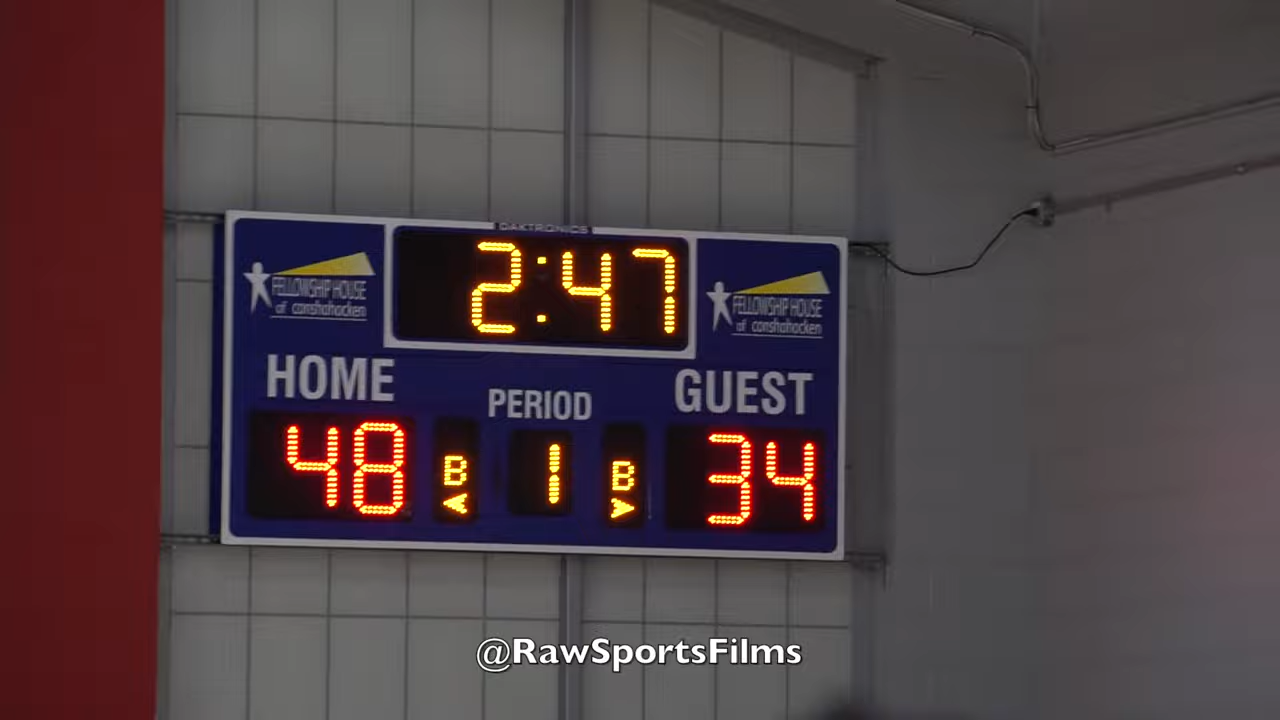 DAKTRONICS
2:47
FELLOWSHIP HOUSE
of conshohocken
FELLOWSHIP HOUSE
of conshohocken
HOME
PERIOD
GUEST
48
B
1
B
34
@RawSportsFilms